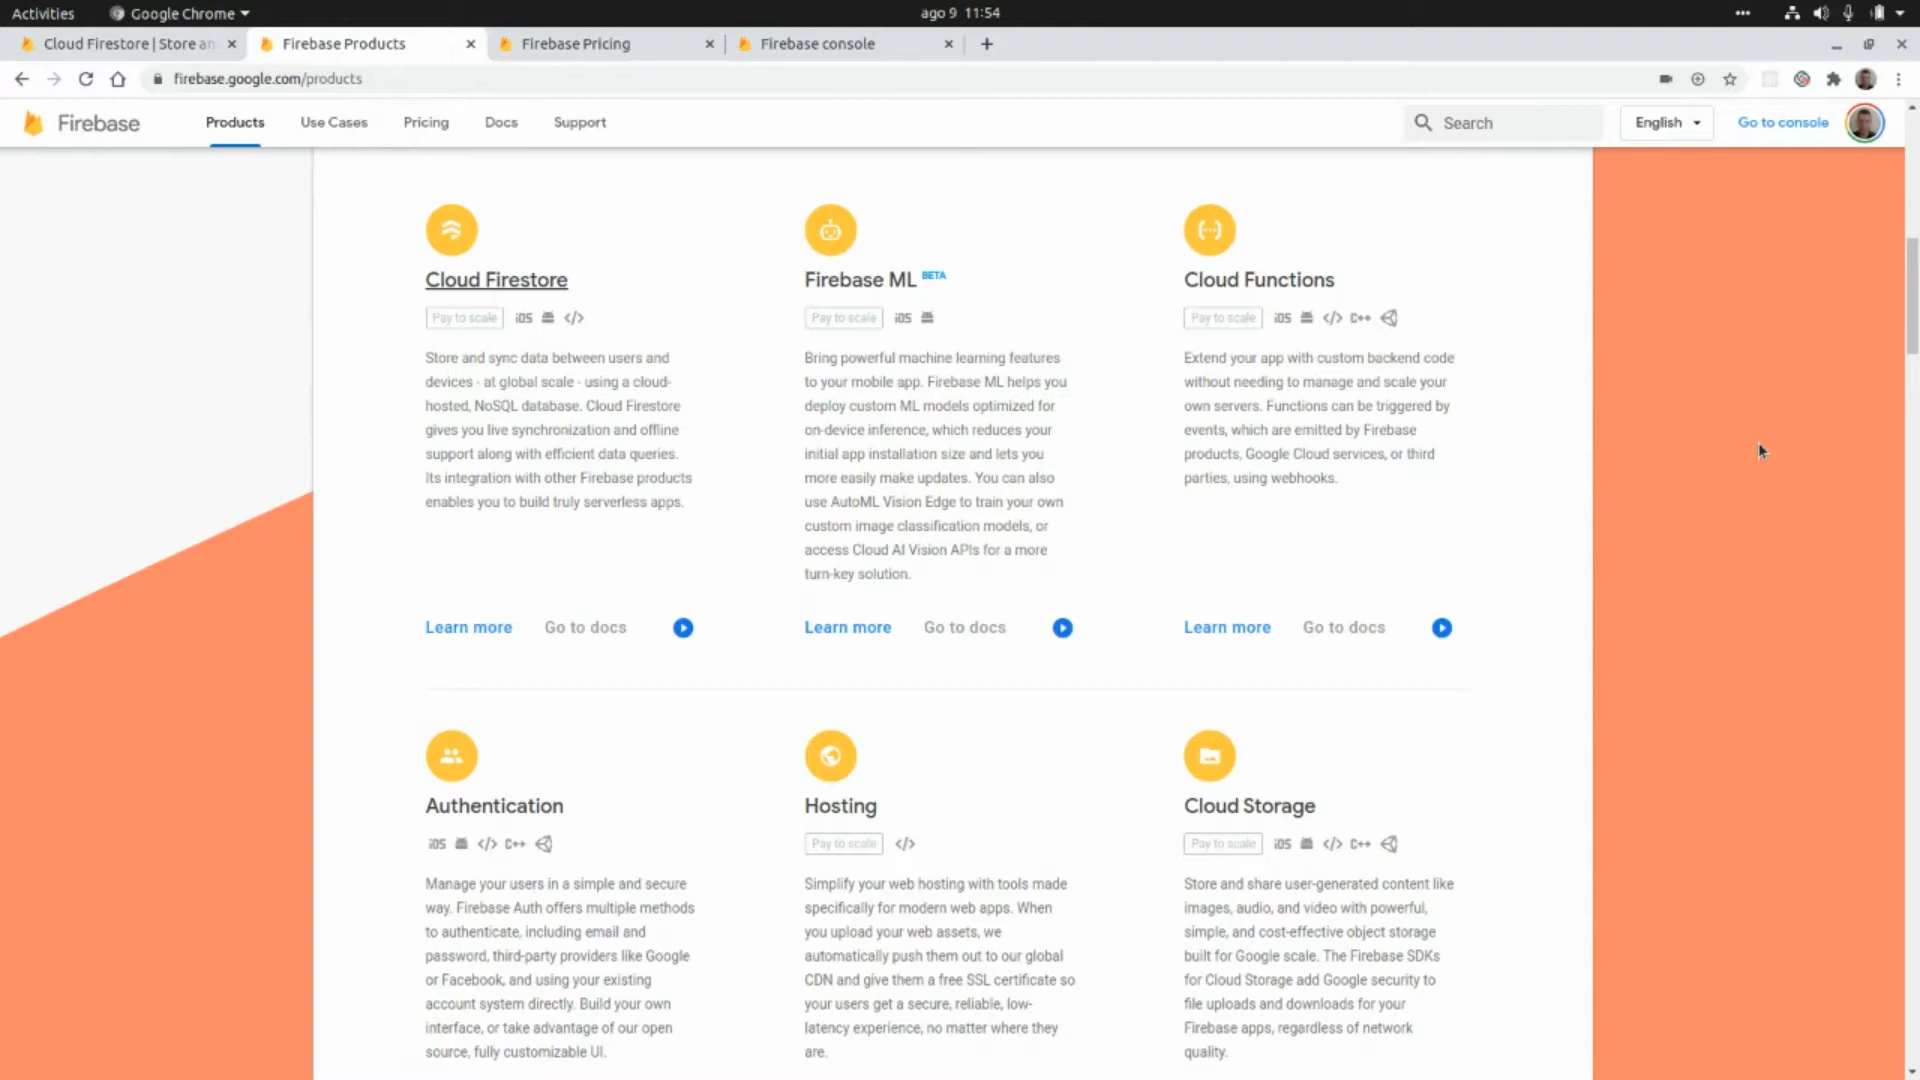 Activities
Google Chrome
ago 9 11:54
Cloud Firestore | Store an
Firebase Products
Firebase Pricing
Firebase console
firebase.google.com/products
Firebase
Products
Use Cases
Pricing
Docs
Support
Search
English
Go to console
Cloud Firestore
Pay to scale
iOS
Store and sync data between users and
devices - at global scale - using a cloud-
hosted, NoSQL database. Cloud Firestore
gives you live synchronization and offline
support along with efficient data queries.
Its integration with other Firebase products
enables you to build truly serverless apps.
Learn more
Go to docs
Firebase ML BETA
Pay to scale
iOS
Bring powerful machine learning features
to your mobile app. Firebase ML helps you
deploy custom ML models optimized for
on-device inference, which reduces your
initial app installation size and lets you
more easily make updates. You can also
use AutoML Vision Edge to train your own
custom image classification models, or
access Cloud AI Vision APIs for a more
turn-key solution.
Learn more
Go to docs
Cloud Functions
Pay to scale
iOS </> C++
Extend your app with custom backend code
without needing to manage and scale your
own servers. Functions can be triggered by
events, which are emitted by Firebase
products, Google Cloud services, or third
parties, using webhooks.
Learn more
Go to docs
Authentication
iOS </> C++
Manage your users in a simple and secure
way. Firebase Auth offers multiple methods
to authenticate, including email and
password, third-party providers like Google
or Facebook, and using your existing
account system directly. Build your own
interface, or take advantage of our open
source, fully customizable UI.
Hosting
Pay to scale
</>
Simplify your web hosting with tools made
specifically for modern web apps. When
you upload your web assets, we
automatically push them out to our global
CDN and give them a free SSL certificate so
your users get a secure, reliable, low-
latency experience, no matter where they
are.
Cloud Storage
Pay to scale
iOS </> C++
Store and share user-generated content like
images, audio, and video with powerful,
simple, and cost-effective object storage
built for Google scale. The Firebase SDKs
for Cloud Storage add Google security to
file uploads and downloads for your
Firebase apps, regardless of network
quality.